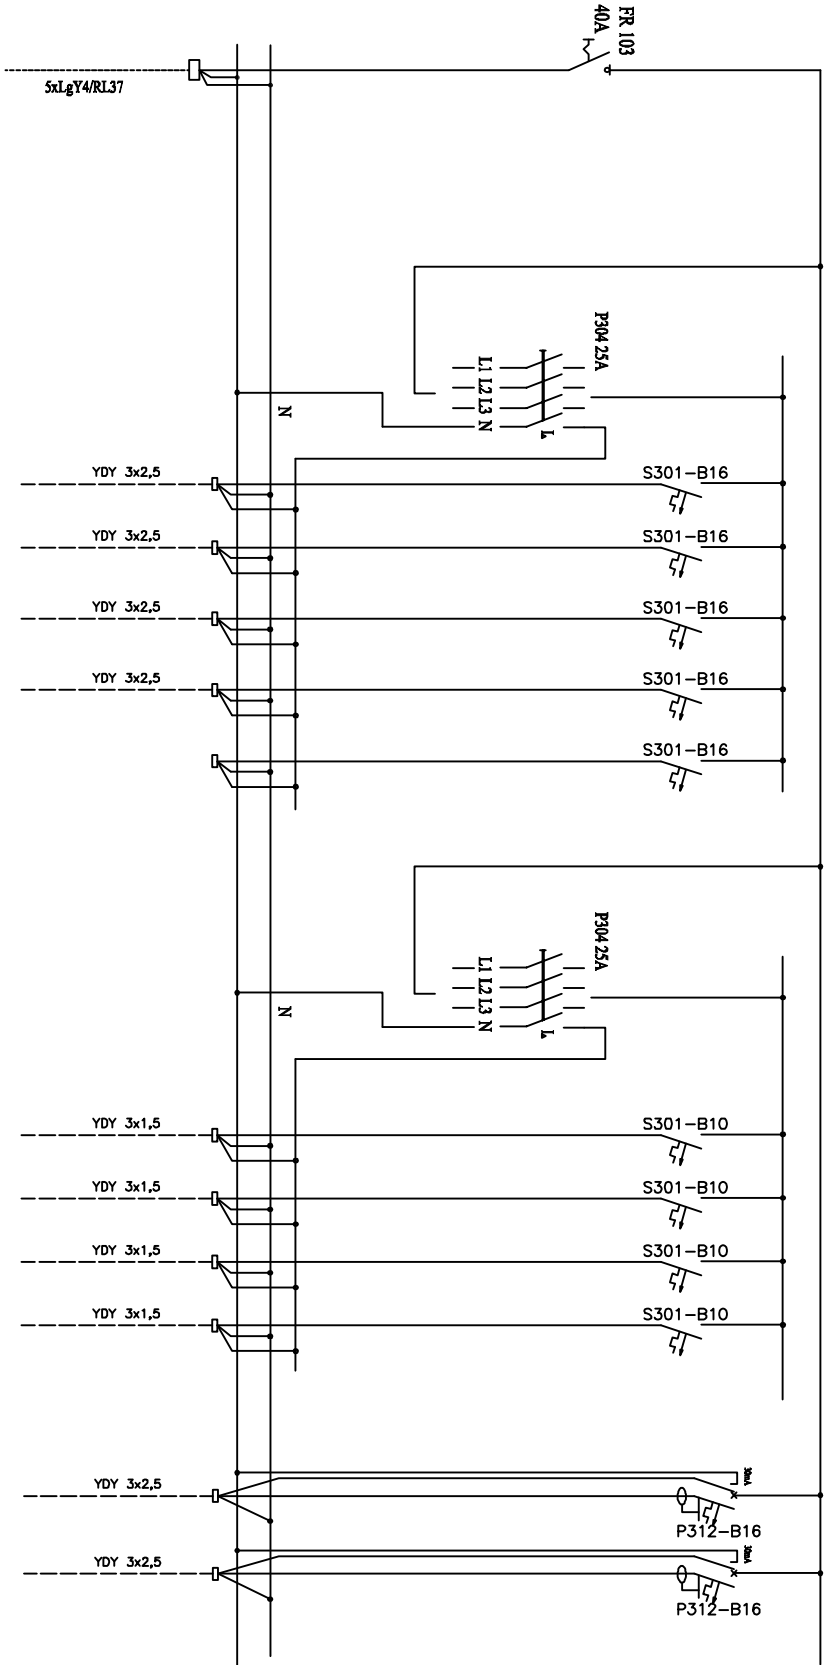 FR 103
40A
5xLgY4/RL37
P304 25A
L1 L2 L3 N
N
YDY 3x2,5
S301-B16
YDY 3x2,5
S301-B16
YDY 3x2,5
S301-B16
YDY 3x2,5
S301-B16
S301-B16
P304 25A
L1 L2 L3 N
N
YDY 3x1,5
S301-B10
YDY 3x1,5
S301-B10
YDY 3x1,5
S301-B10
YDY 3x1,5
S301-B10
30mA
YDY 3x2,5
P312-B16
30mA
YDY 3x2,5
P312-B16